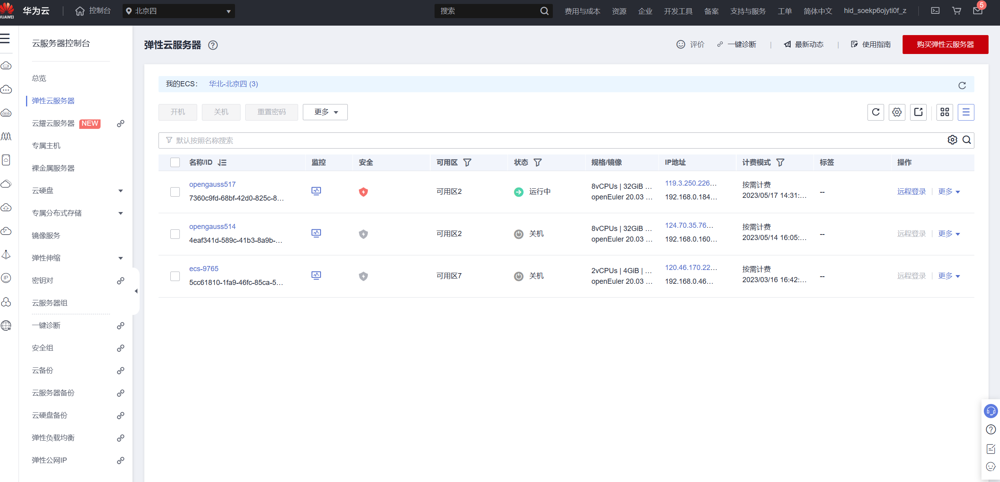 HUAWEI
华为云
控制台
北京四
搜索
费用与成本
资源
企业
开发工具
备案
支持与服务
工单
简体中文
hid_soekp6ojyti0f_z
5
云服务器控制台
总览
弹性云服务器
云耀云服务器 NEW
专属主机
裸金属服务器
云硬盘
专属分布式存储
镜像服务
弹性伸缩
密钥对
云服务器组
一键诊断
安全组
云备份
云服务器备份
云硬盘备份
弹性负载均衡
弹性公网IP
IP
W
弹性云服务器 ?
评价
一键诊断
最新动态
使用指南
购买弹性云服务器
我的ECS： 华北-北京四 (3)
开机
关机
重置密码
更多
默认按照名称搜索
名称/ID 监控 安全 可用区 状态 规格/镜像 IP地址 计费模式 标签 操作
opengauss517
7360c9fd-68bf-42d0-825c-8...
可用区2
运行中
8vCPUs | 32GiB ...
openEuler 20.03 ...
119.3.250.226...
192.168.0.184...
按需计费
2023/05/17 14:31:...
--
远程登录 更多
opengauss514
4eaf341d-589c-41b3-8a9b-...
可用区2
关机
8vCPUs | 32GiB ...
openEuler 20.03 ...
124.70.35.76...
192.168.0.160...
按需计费
2023/05/14 16:05:...
--
远程登录 更多
ecs-9765
5cc61810-1fa9-46fc-85ca-5...
可用区7
关机
2vCPUs | 4GiB | ...
openEuler 20.03 ...
120.46.170.22...
192.168.0.46...
按需计费
2023/03/16 16:42:...
--
远程登录 更多
?